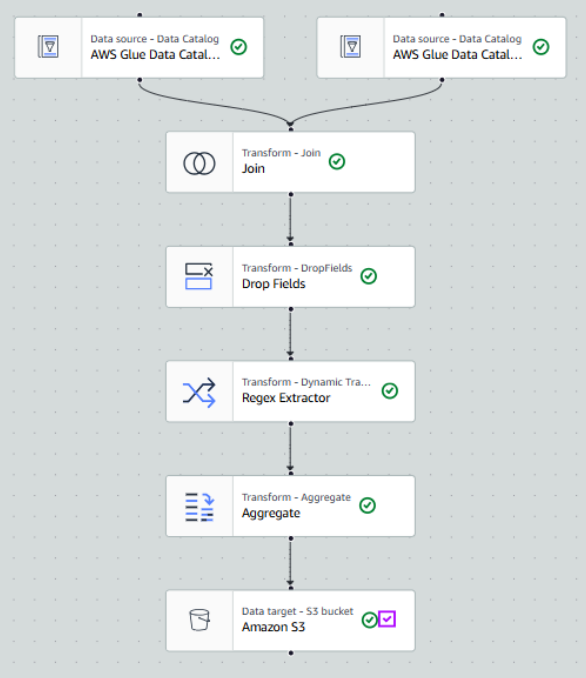 Data source - Data Catalog
AWS Glue Data Catal...
Data source - Data Catalog
AWS Glue Data Catal...
Transform - Join
Join
Transform - DropFields
Drop Fields
Transform - Dynamic Tra...
Regex Extractor
Transform - Aggregate
Aggregate
Data target - S3 bucket
Amazon S3